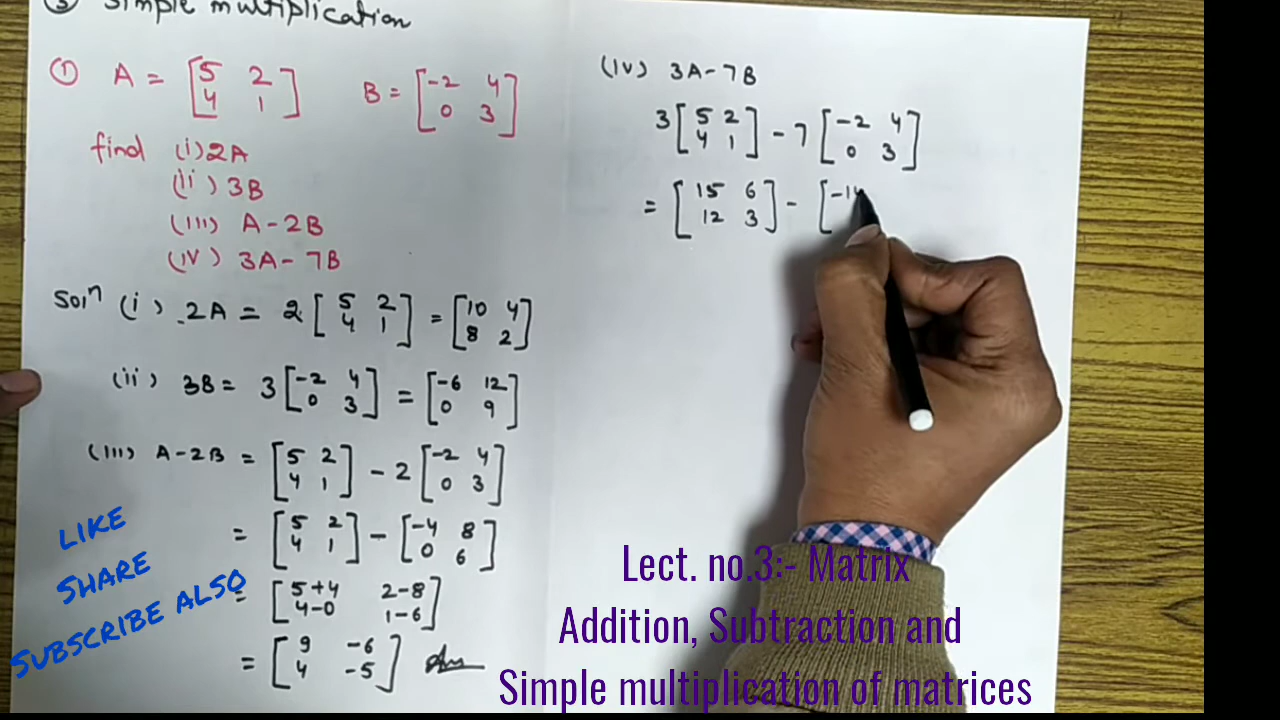 ③ Simple multiplication
① A = [5 2
4 1] B = [-2 4
0 3]
find (i) 2A
(ii) 3B
(III) A-2B
(IV) 3A-7B
Solⁿ (i) 2A = 2 [5 2
4 1] = [10 4
8 2]
(ii) 3B = 3 [-2 4
0 3] = [-6 12
0 9]
(III) A-2B = [5 2
4 1] - 2 [-2 4
0 3]
= [5 2
4 1] - [-4 8
0 6]
= [5+4 2-8
4-0 1-6]
= [9 -6
4 -5] Ans
LIKE
SHARE
SUBSCRIBE ALSO
(IV) 3A-7B
3 [5 2
4 1] - 7 [-2 4
0 3]
= [15 6
12 3] - [-14
Lect. no.3:- Matrix
Addition, Subtraction and
Simple multiplication of matrices